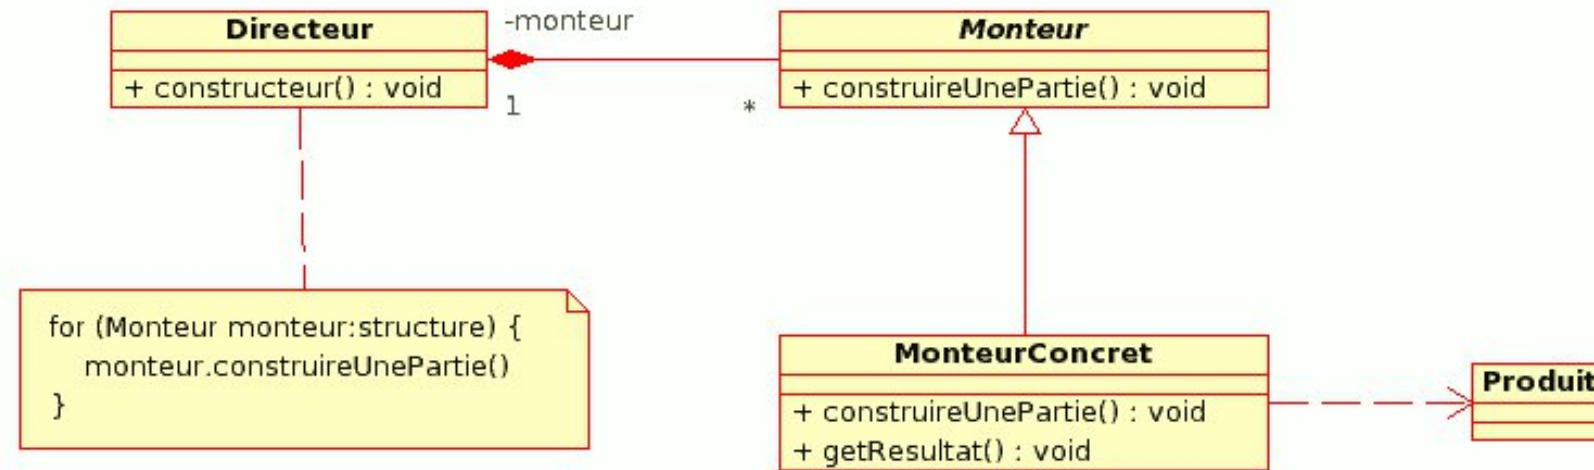 Directeur
+ constructeur() : void
-monteur
1
*
Monteur
+ construireUnePartie() : void
for (Monteur monteur:structure) {
monteur.construireUnePartie()
}
MonteurConcret
+ construireUnePartie() : void
+ getResultat() : void
Produit